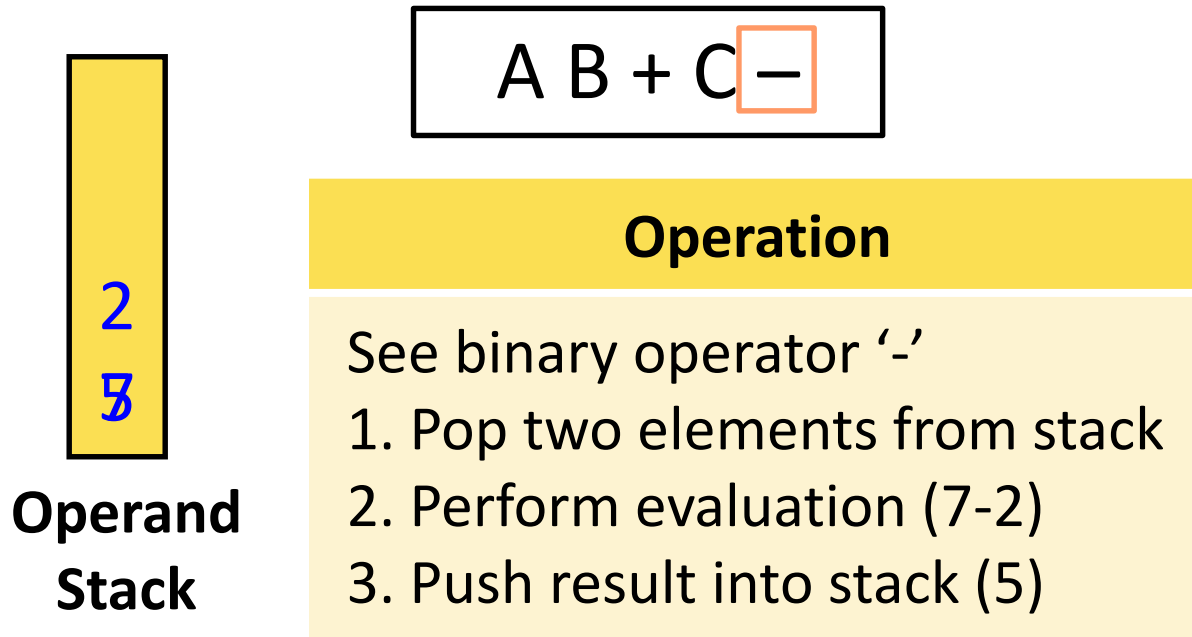 A B + C –
Operation
See binary operator ‘-’
1. Pop two elements from stack
2. Perform evaluation (7-2)
3. Push result into stack (5)
2
Operand
Stack